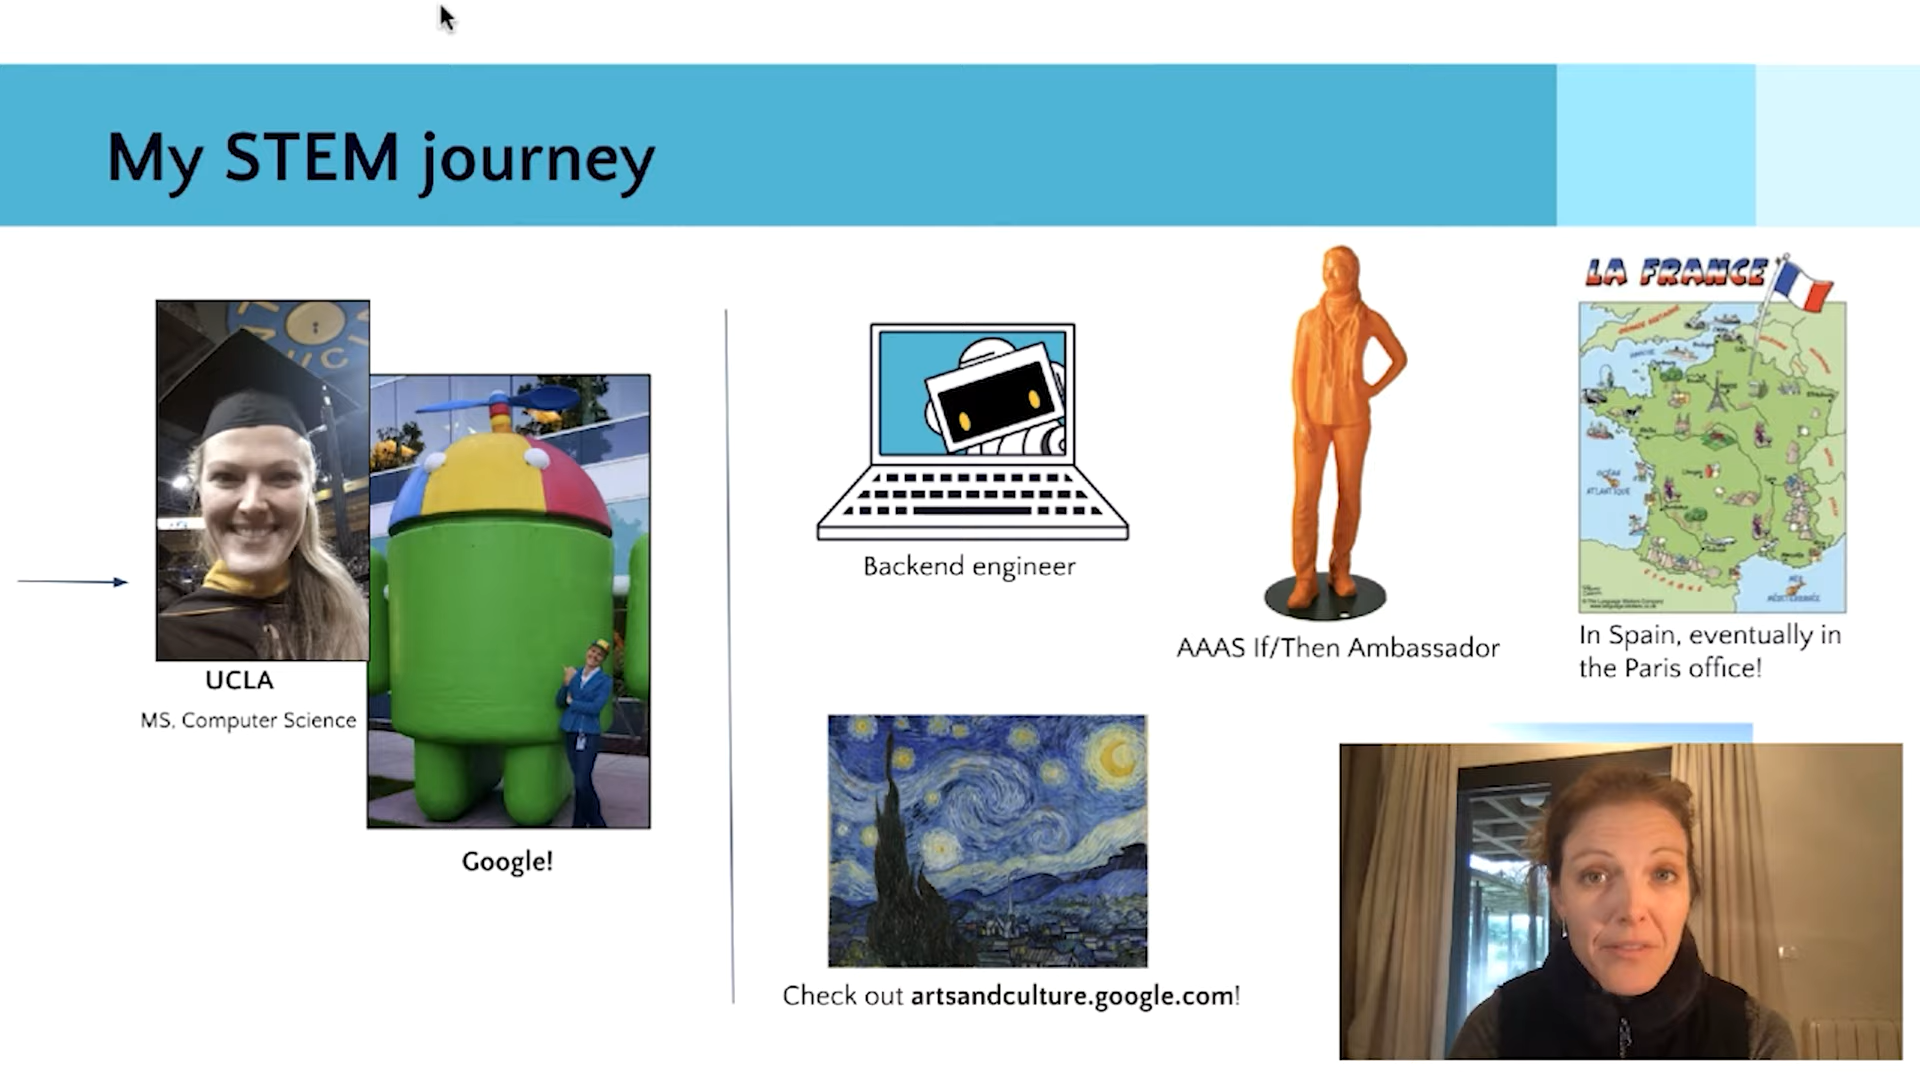 My STEM journey
UCLA
MS, Computer Science
Google!
Backend engineer
Check out artsandculture.google.com!
AAAS If/Then Ambassador
LA FRANCE
In Spain, eventually in
the Paris office!